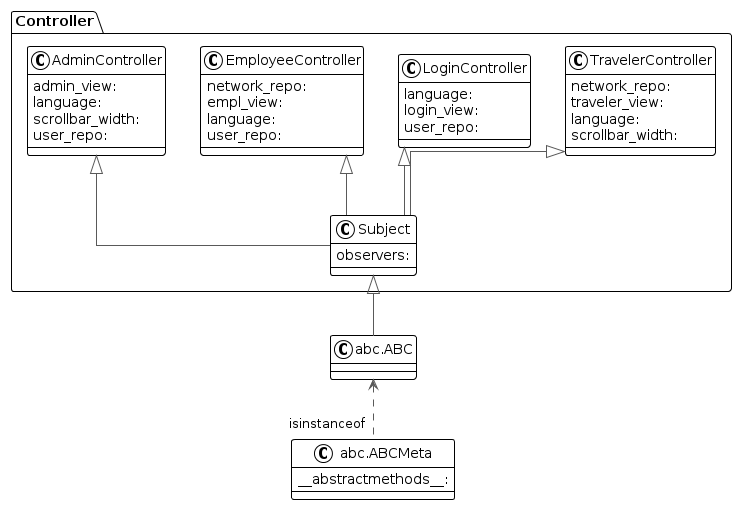 Controller
C AdminController
admin_view:
language:
scrollbar_width:
user_repo:
C EmployeeController
network_repo:
empl_view:
language:
user_repo:
C LoginController
language:
login_view:
user_repo:
C TravelerController
network_repo:
traveler_view:
language:
scrollbar_width:
C Subject
observers:
C abc.ABC
isinstanceof
C abc.ABCMeta
__abstractmethods__: